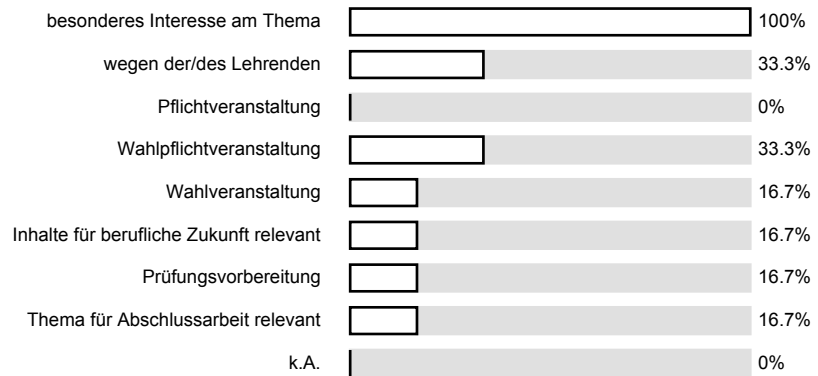 besonderes Interesse am Thema 100%
wegen der/des Lehrenden 33.3%
Pflichtveranstaltung 0%
Wahlpflichtveranstaltung 33.3%
Wahlveranstaltung 16.7%
Inhalte für berufliche Zukunft relevant 16.7%
Prüfungsvorbereitung 16.7%
Thema für Abschlussarbeit relevant 16.7%
k.A. 0%